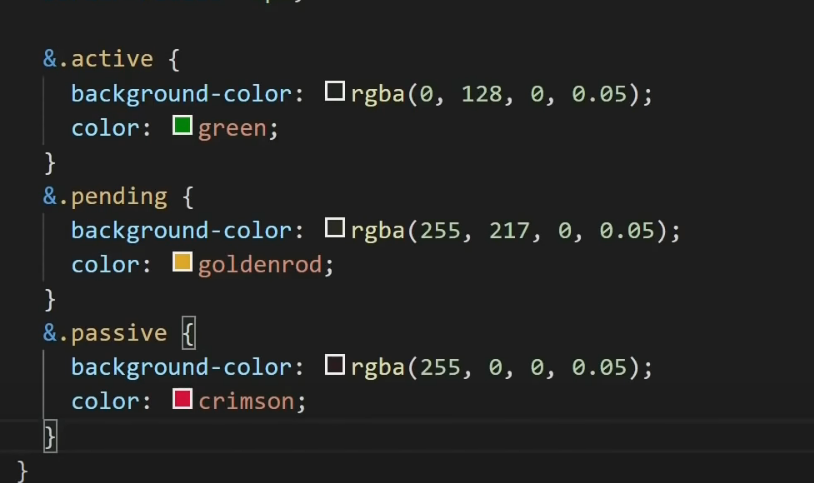 &.active {
background-color: rgba(0, 128, 0, 0.05);
color: green;
}
&.pending {
background-color: rgba(255, 217, 0, 0.05);
color: goldenrod;
}
&.passive {
background-color: rgba(255, 0, 0, 0.05);
color: crimson;
}
}